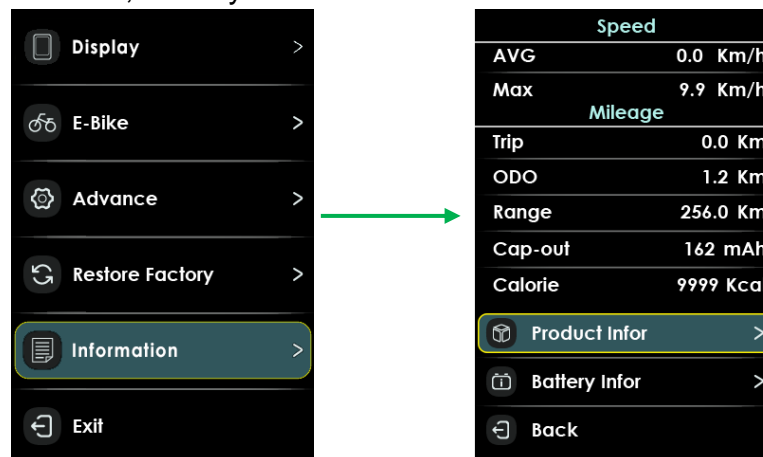 Display >
E-Bike >
Advance >
Restore Factory >
Information >
Exit
Speed
AVG 0.0 Km/h
Max 9.9 Km/h
Mileage
Trip 0.0 Km
ODO 1.2 Km
Range 256.0 Km
Cap-out 162 mAh
Calorie 9999 Kca
Product Infor >
Battery Infor >
Back